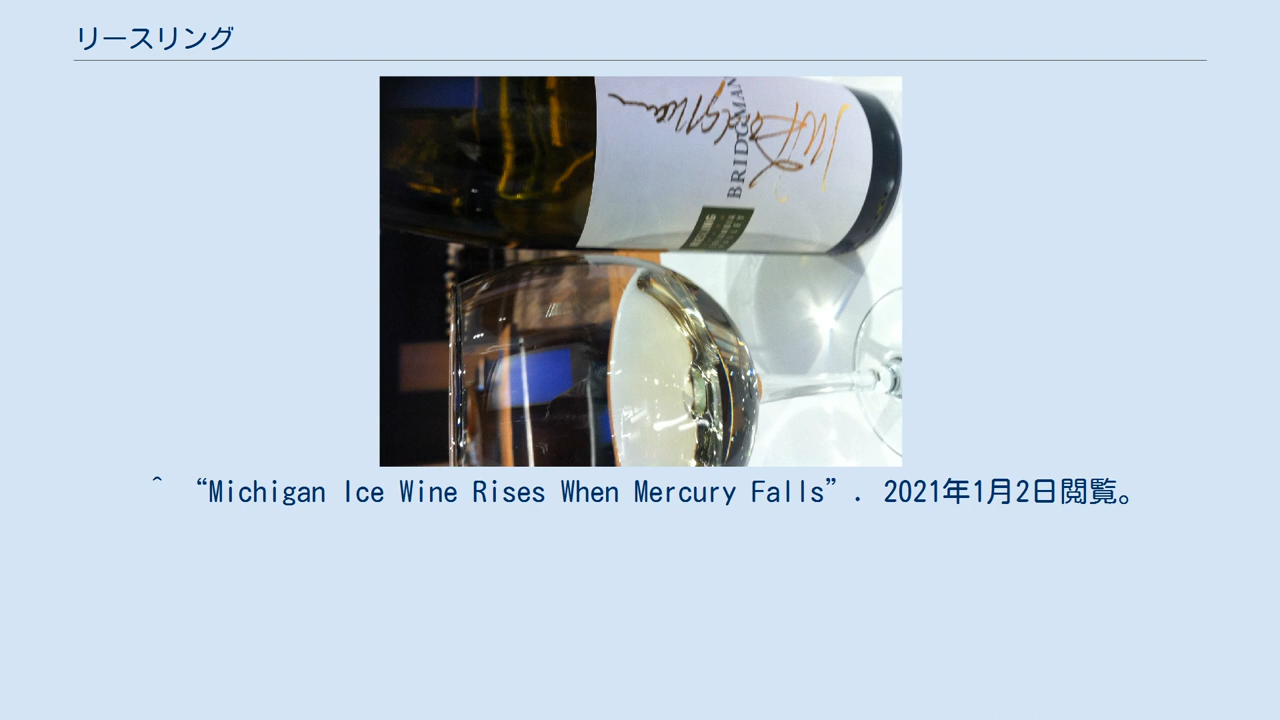 リースリング
BRIDGMAN
RIESLING
^ “Michigan Ice Wine Rises When Mercury Falls”. 2021年1月2日閲覧。